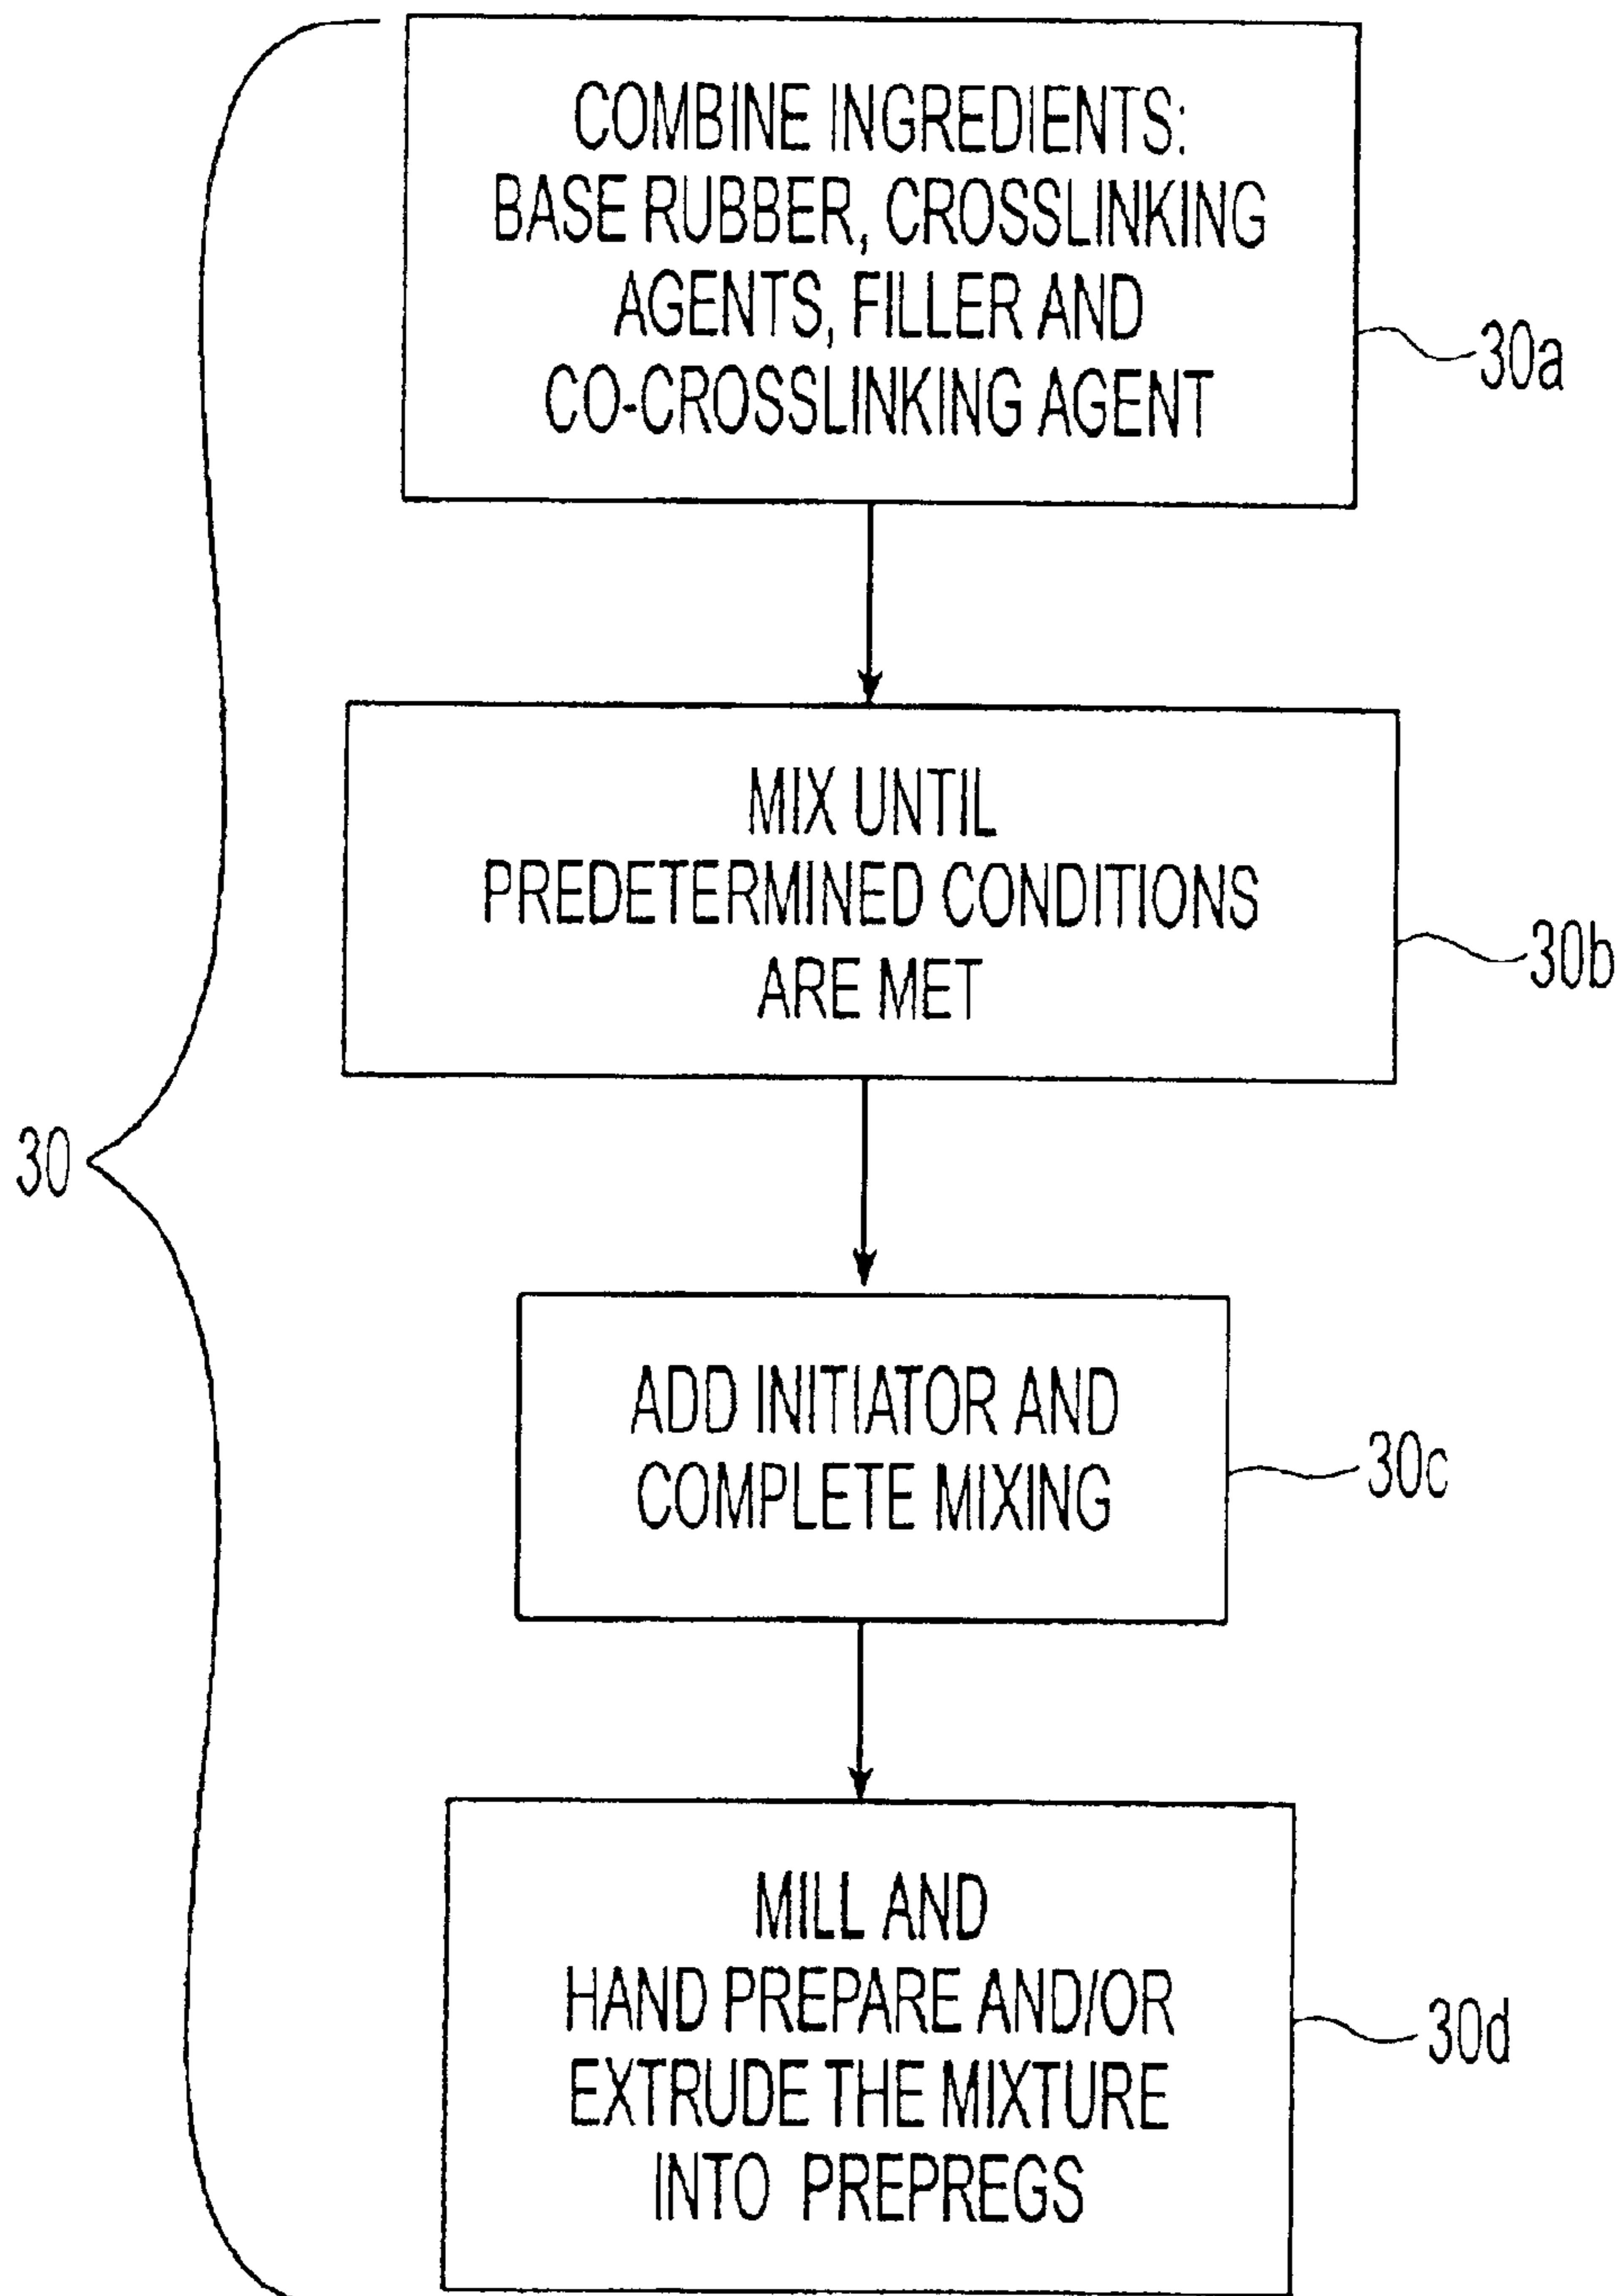 COMBINE INGREDIENTS:
BASE RUBBER, CROSSLINKING
AGENTS, FILLER AND
CO-CROSSLINKING AGENT
30a
MIX UNTIL
PREDETERMINED CONDITIONS
ARE MET
30b
30
ADD INITIATOR AND
COMPLETE MIXING
30c
MILL AND
HAND PREPARE AND/OR
EXTRUDE THE MIXTURE
INTO PREPREGS
30d